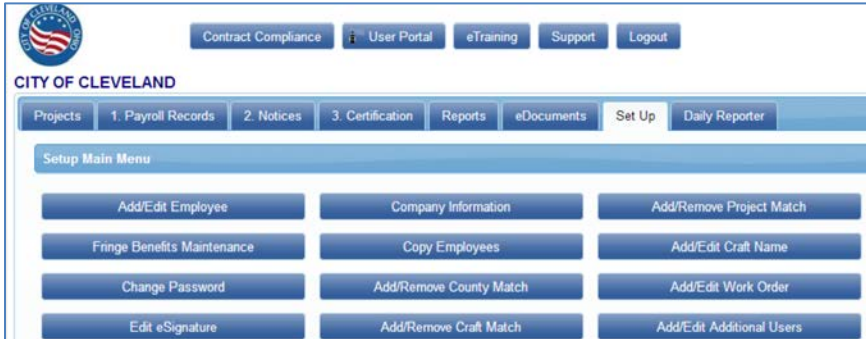 CITY OF CLEVELAND OHIO
Contract Compliance User Portal eTraining Support Logout
CITY OF CLEVELAND
Projects 1. Payroll Records 2. Notices 3. Certification Reports eDocuments Set Up Daily Reporter
Setup Main Menu
Add/Edit Employee Company Information Add/Remove Project Match
Fringe Benefits Maintenance Copy Employees Add/Edit Craft Name
Change Password Add/Remove County Match Add/Edit Work Order
Edit eSignature Add/Remove Craft Match Add/Edit Additional Users